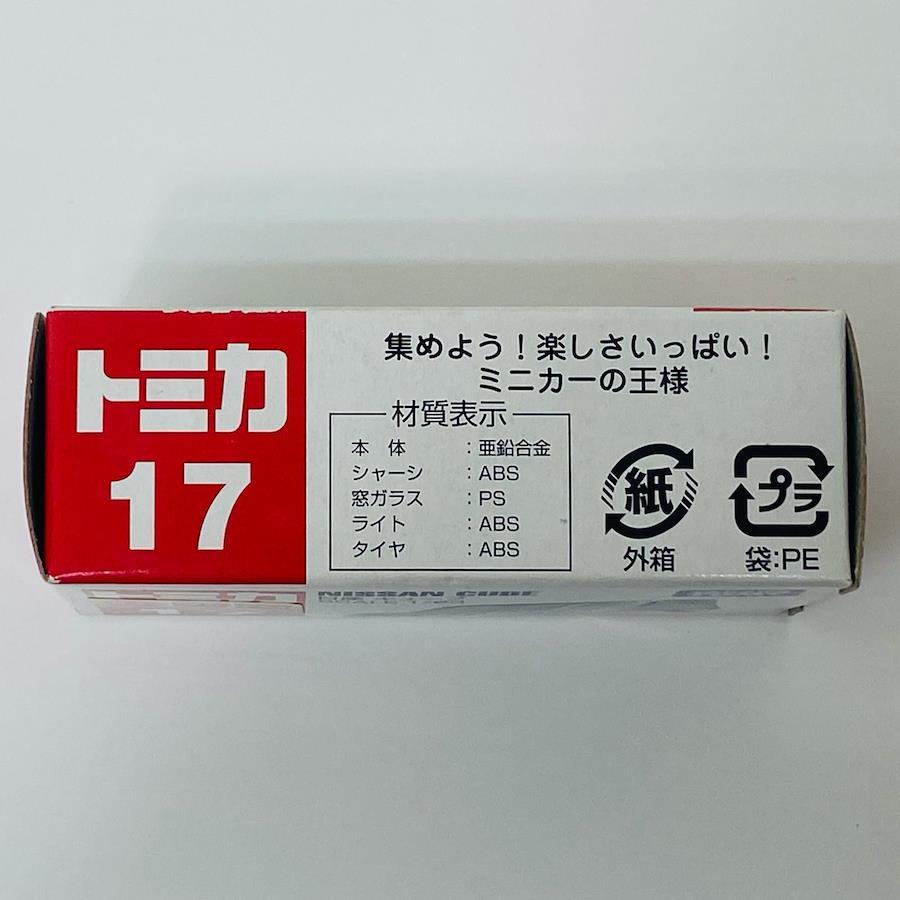 トミカ
17
集めよう！楽しさいっぱい！
ミニカーの王様
材質表示
本体：亜鉛合金
シャーシ：ABS
窓ガラス：PS
ライト：ABS
タイヤ：ABS
紙
外箱
プラ
袋:PE
トミカ
NISSAN CUBE